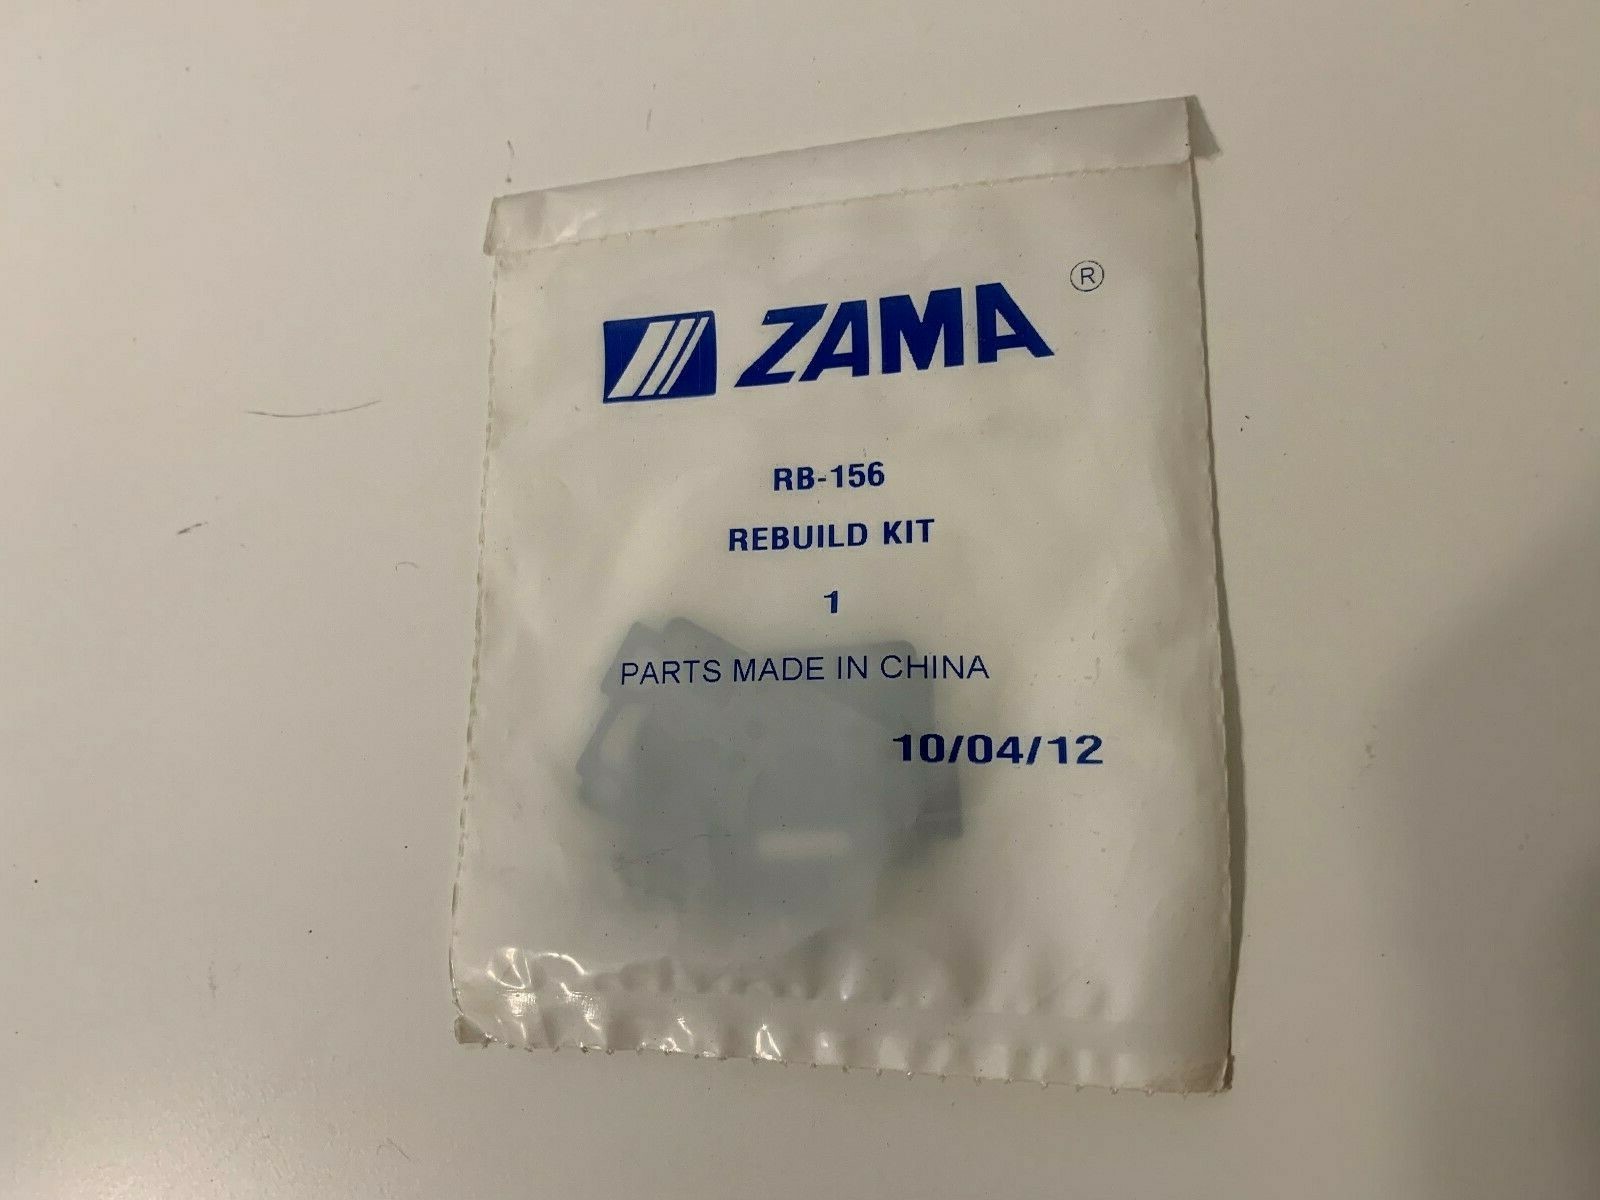 ZAMA ®
RB-156
REBUILD KIT
1
PARTS MADE IN CHINA
10/04/12